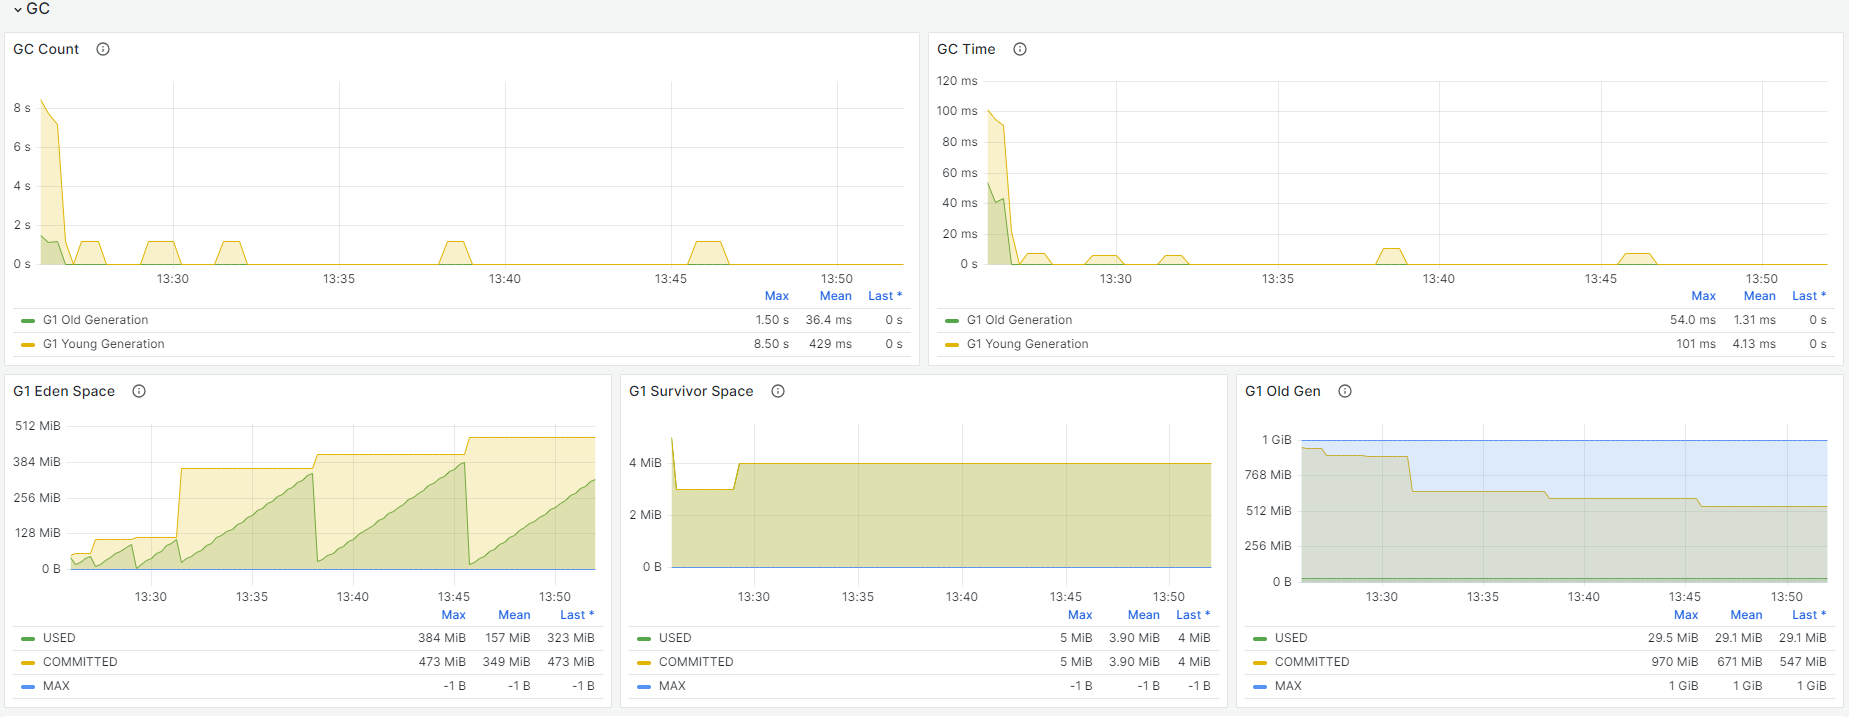 GC
GC Count
8 s
6 s
4 s
2 s
0 s
13:30 13:35 13:40 13:45 13:50
Max Mean Last *
G1 Old Generation 1.50 s 36.4 ms 0 s
G1 Young Generation 8.50 s 429 ms 0 s
GC Time
120 ms
100 ms
80 ms
60 ms
40 ms
20 ms
0 s
13:30 13:35 13:40 13:45 13:50
Max Mean Last *
G1 Old Generation 54.0 ms 1.31 ms 0 s
G1 Young Generation 101 ms 4.13 ms 0 s
G1 Eden Space
512 MiB
384 MiB
256 MiB
128 MiB
0 B
13:30 13:35 13:40 13:45 13:50
Max Mean Last *
USED 384 MiB 157 MiB 323 MiB
COMMITTED 473 MiB 349 MiB 473 MiB
MAX -1 B -1 B -1 B
G1 Survivor Space
4 MiB
2 MiB
0 B
13:30 13:35 13:40 13:45 13:50
Max Mean Last *
USED 5 MiB 3.90 MiB 4 MiB
COMMITTED 5 MiB 3.90 MiB 4 MiB
MAX -1 B -1 B -1 B
G1 Old Gen
1 GiB
768 MiB
512 MiB
256 MiB
0 B
13:30 13:35 13:40 13:45 13:50
Max Mean Last *
USED 29.5 MiB 29.1 MiB 29.1 MiB
COMMITTED 970 MiB 671 MiB 547 MiB
MAX 1 GiB 1 GiB 1 GiB